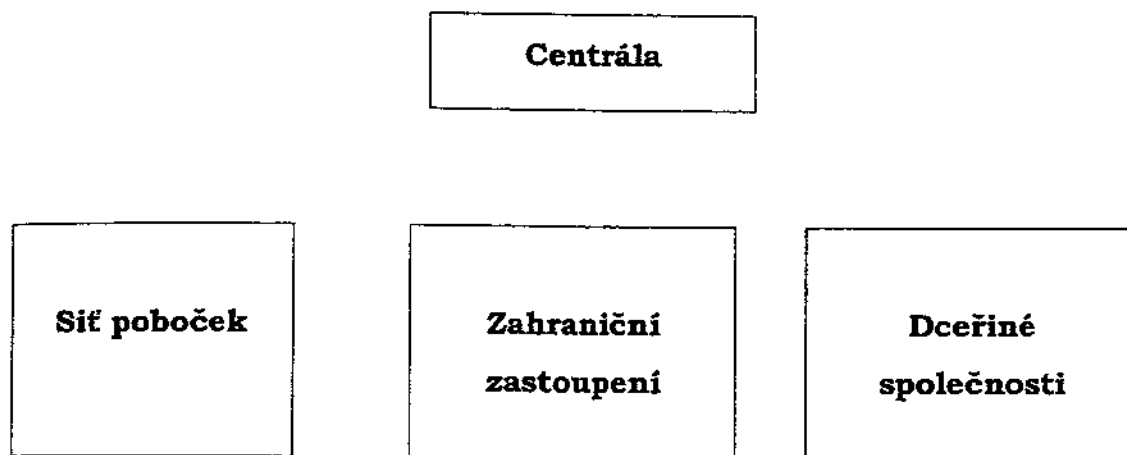 Centrála
Síť poboček
Zahraniční
zastoupení
Dceřiné
společnosti